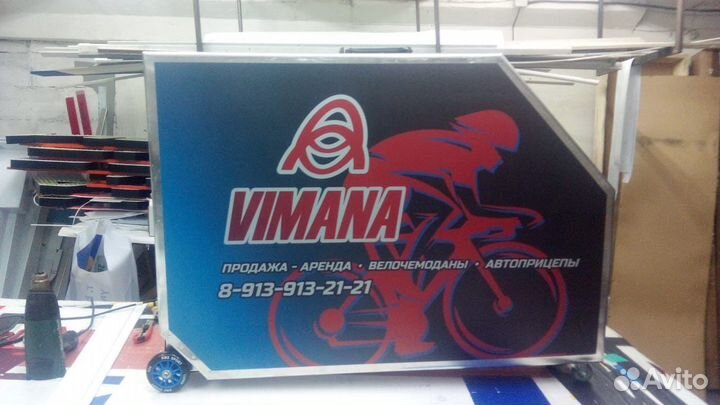 VIMANA
ПРОДАЖА - АРЕНДА • ВЕЛОЧЕМОДАНЫ • АВТОПРИЦЕПЫ
8-913-913-21-21
Avito